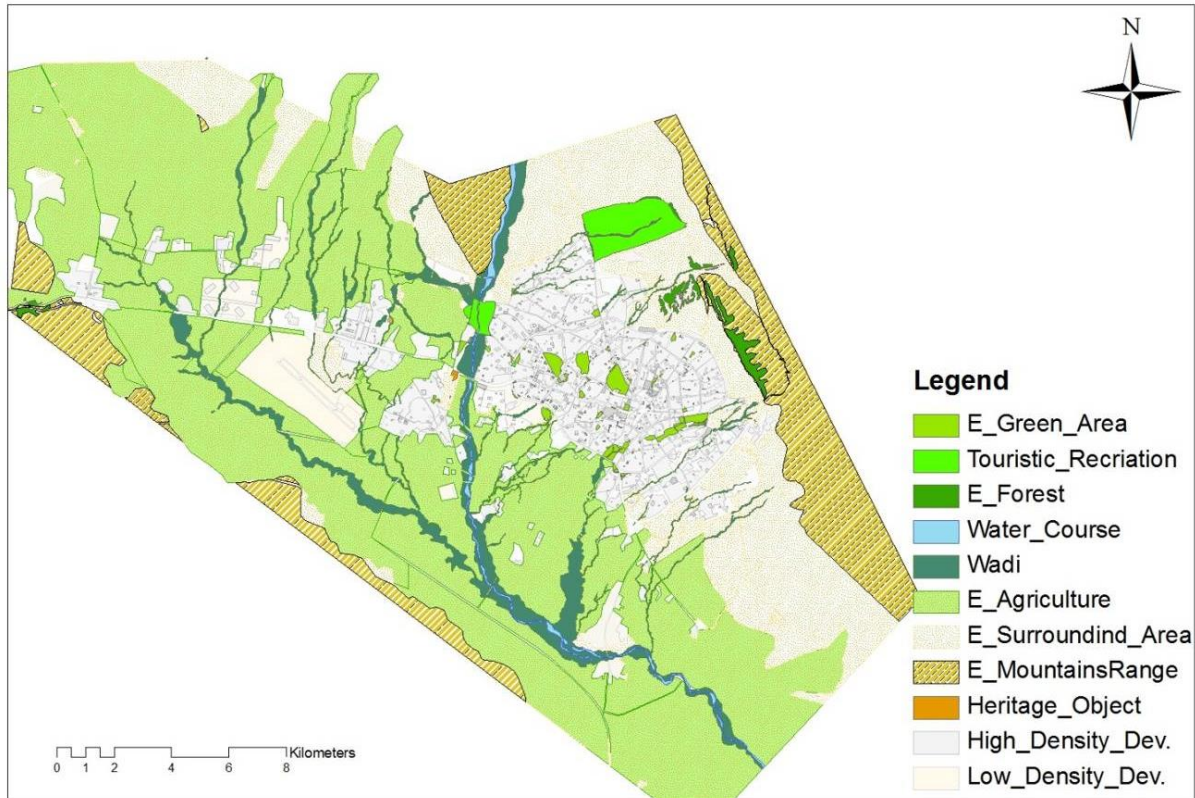 N
Legend
E_Green_Area
Touristic_Recriation
E_Forest
Water_Course
Wadi
E_Agriculture
E_Surroundind_Area
E_MountainsRange
Heritage_Object
High_Density_Dev.
Low_Density_Dev.
Kilometers
0 1 2 4 6 8